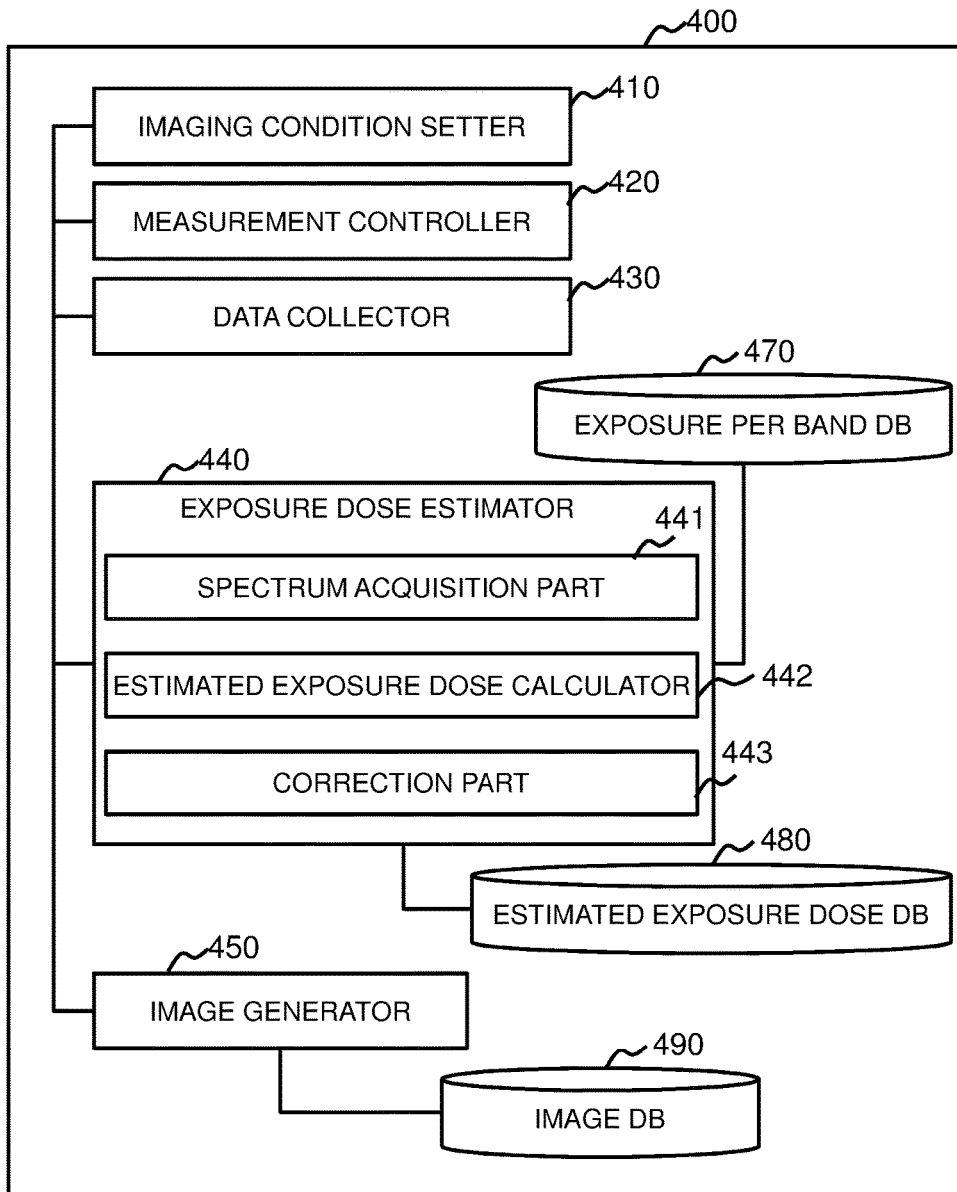 400
410
IMAGING CONDITION SETTER
420
MEASUREMENT CONTROLLER
430
DATA COLLECTOR
470
EXPOSURE PER BAND DB
440
EXPOSURE DOSE ESTIMATOR
441
SPECTRUM ACQUISITION PART
ESTIMATED EXPOSURE DOSE CALCULATOR
442
443
CORRECTION PART
480
ESTIMATED EXPOSURE DOSE DB
450
IMAGE GENERATOR
490
IMAGE DB